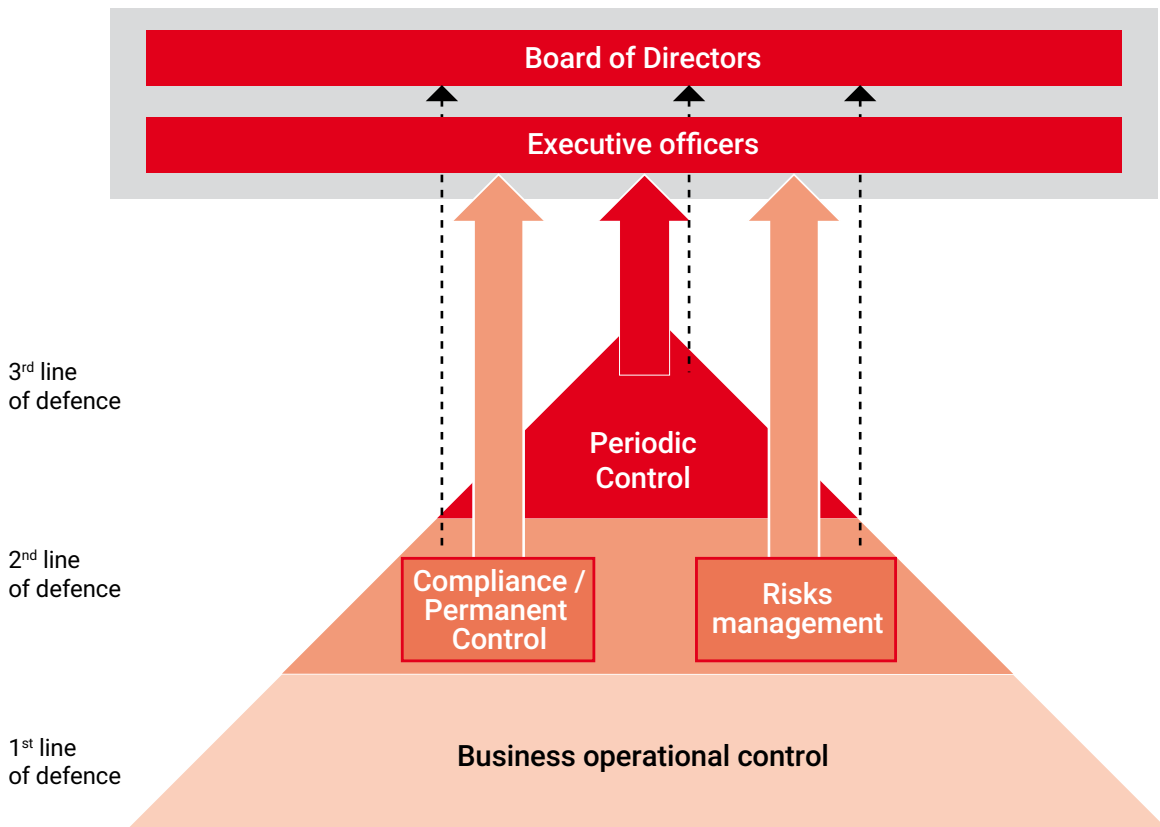 Board of Directors
Executive officers
3rd line
of defence
Periodic
Control
2nd line
of defence
Compliance /
Permanent
Control
Risks
management
1st line
of defence
Business operational control